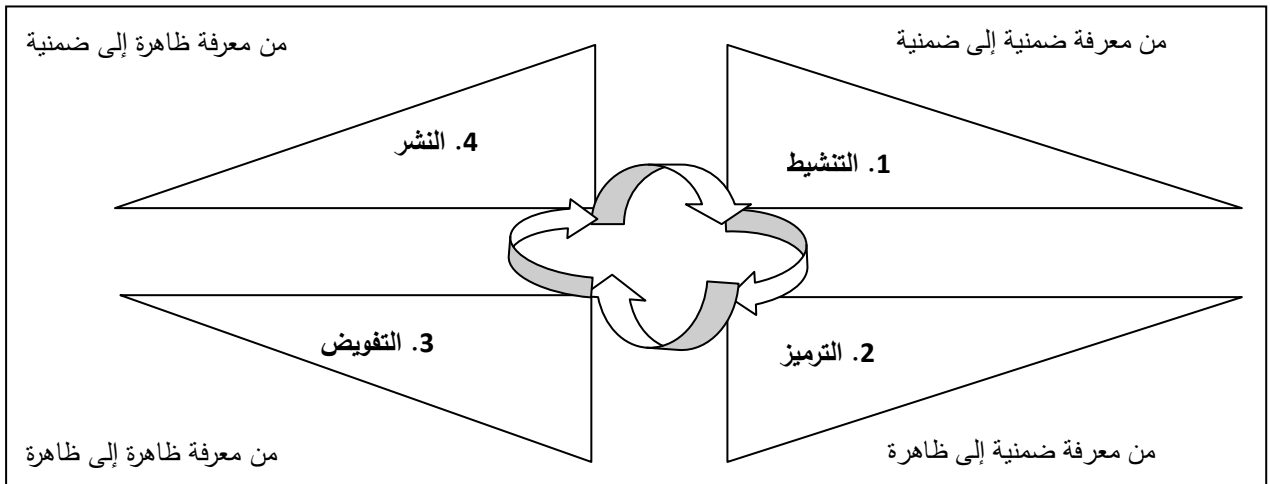 من معرفة ضمنية إلى ضمنية
من معرفة ظاهرة إلى ضمنية
1. التنشيط
4. النشر
2. الترميز
3. التفويض
من معرفة ضمنية إلى ظاهرة
من معرفة ظاهرة إلى ظاهرة